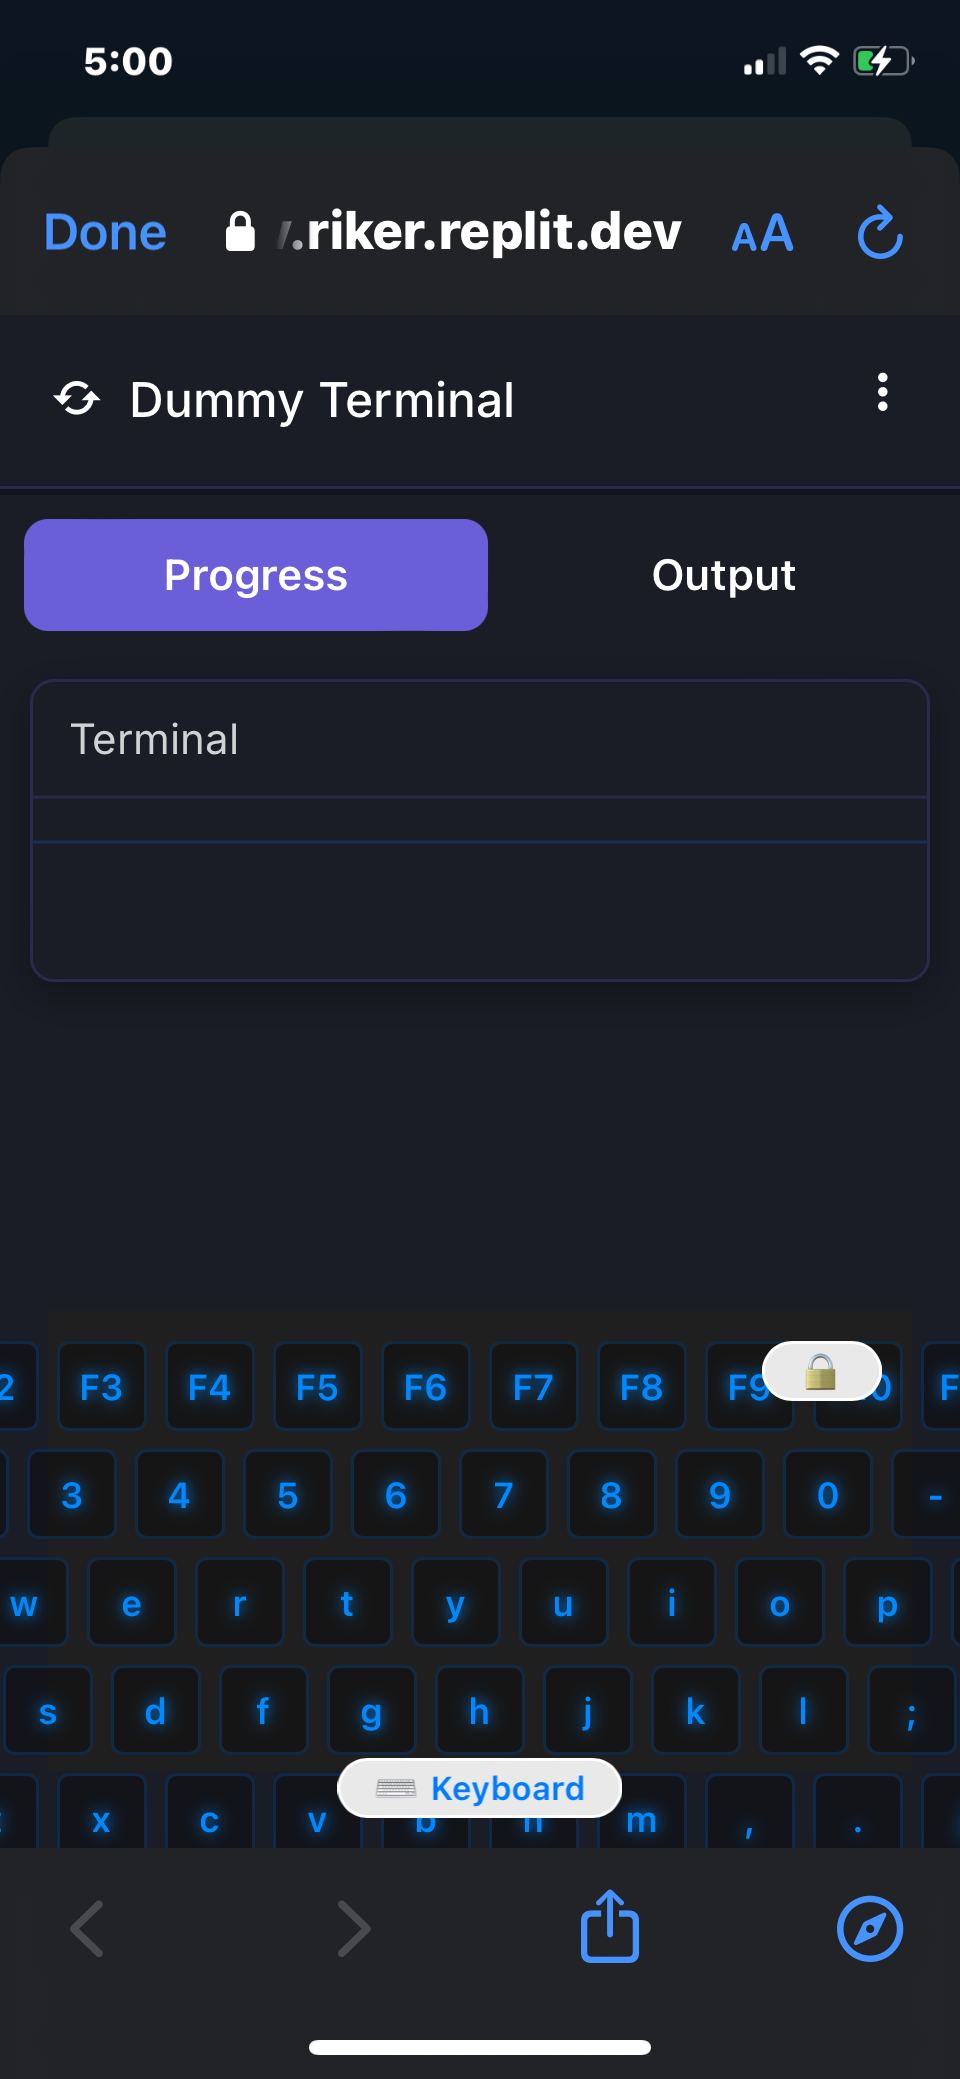 5:00
Done .riker.replit.dev AA
Dummy Terminal
Progress Output
Terminal
2 F3 F4 F5 F6 F7 F8 F9 0 F
3 4 5 6 7 8 9 0 -
w e r t y u i o p
s d f g h j k l ;
Keyboard
x c v b n m , .